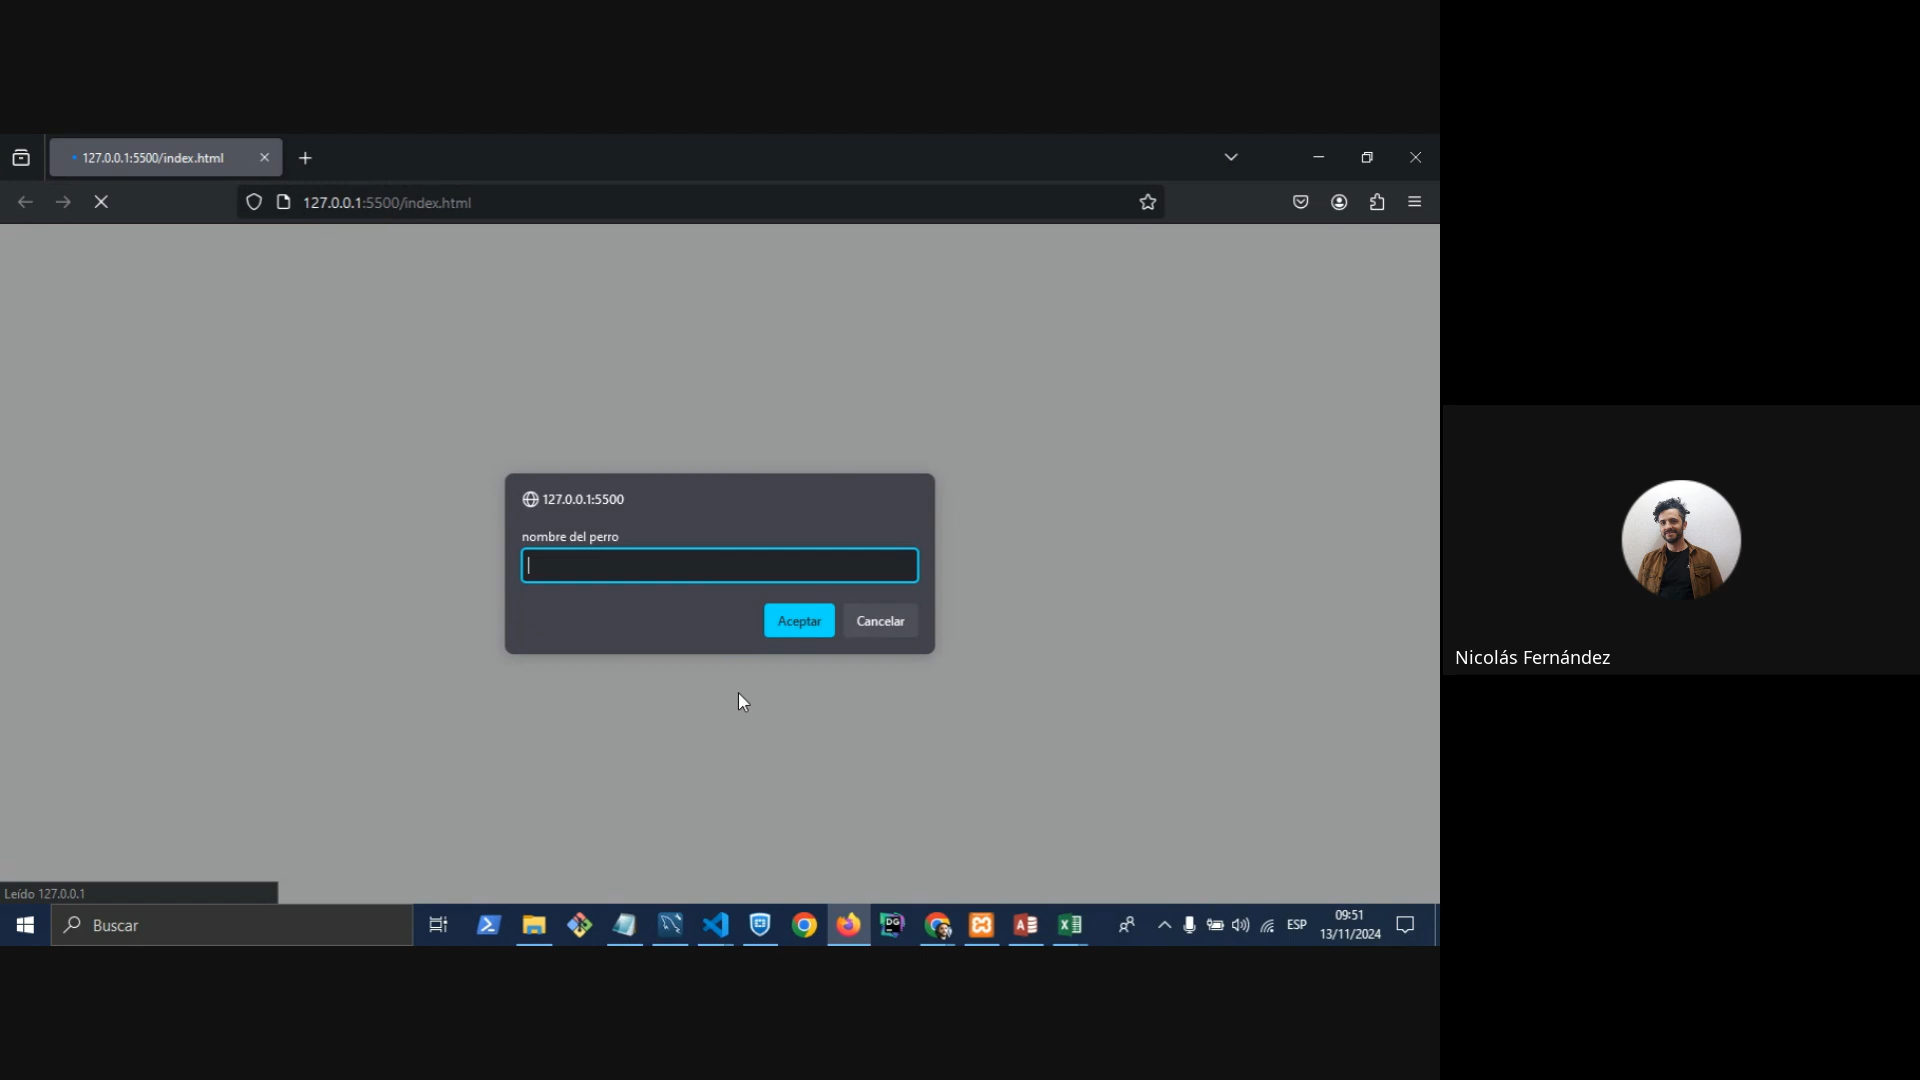 127.0.0.1:5500/index.html
127.0.0.1:5500/index.html
127.0.0.1:5500
nombre del perro
Aceptar
Cancelar
Nicolás Fernández
Leído 127.0.0.1
Buscar
DG
A
X
ESP
09:51
13/11/2024